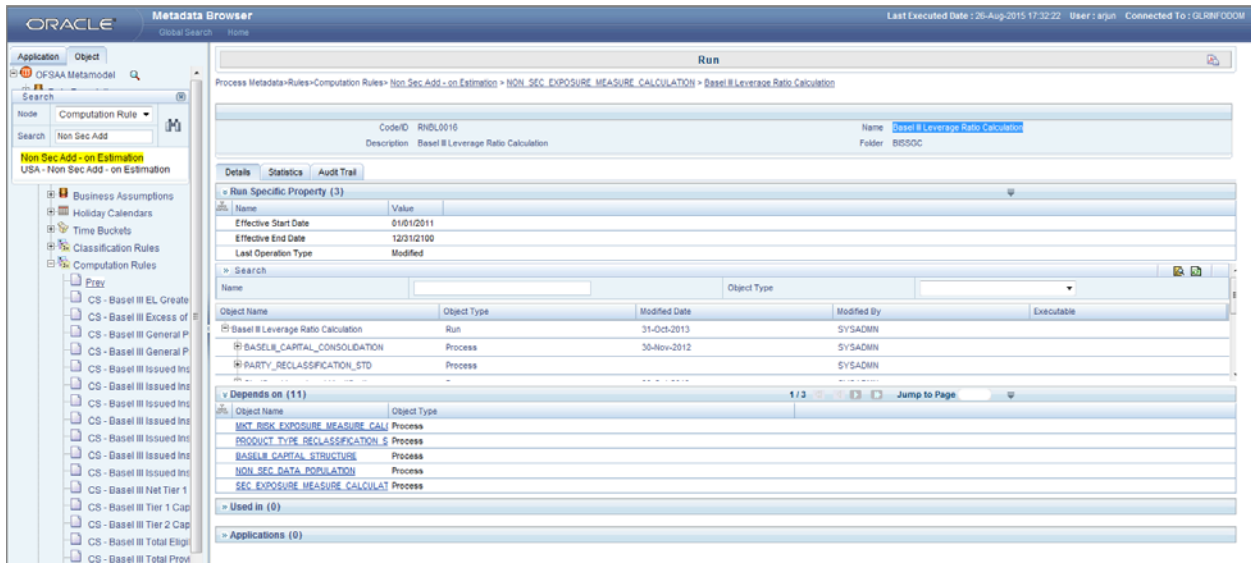 ORACLE
Metadata Browser
Global Search Home
Last Executed Date : 26-Aug-2015 17:32:22 User : arjun Connected To : GLRINFODOM
Application Object
OFSAA Metamodel
Search
Node Computation Rule
Search Non Sec Add
Non Sec Add - on Estimation
USA - Non Sec Add - on Estimation
Business Assumptions
Holiday Calendars
Time Buckets
Classification Rules
Computation Rules
Prev
CS - Basel III EL Greate
CS - Basel III Excess of
CS - Basel III General P
CS - Basel III General P
CS - Basel III Issued Ins
CS - Basel III Issued Ins
CS - Basel III Issued Ins
CS - Basel III Issued Ins
CS - Basel III Issued Ins
CS - Basel III Issued Ins
CS - Basel III Issued Ins
CS - Basel III Net Tier 1
CS - Basel III Tier 1 Cap
CS - Basel III Tier 2 Cap
CS - Basel III Total Eligi
CS - Basel III Total Provi
Run
Process Metadata>Rules>Computation Rules> Non Sec Add - on Estimation > NON_SEC_EXPOSURE_MEASURE_CALCULATION > Basel III Leverage Ratio Calculation
Code/ID RNBL0016 Name Basel III Leverage Ratio Calculation
Description Basel III Leverage Ratio Calculation Folder BISSGC
Details Statistics Audit Trail
Run Specific Property (3)
Name Value
Effective Start Date 01/01/2011
Effective End Date 12/31/2100
Last Operation Type Modified
Search
Name Object Type
Object Name Object Type Modified Date Modified By Executable
Basel III Leverage Ratio Calculation Run 31-Oct-2013 SYSADMN
BASELIII_CAPITAL_CONSOLIDATION Process 30-Nov-2012 SYSADMN
PARTY_RECLASSIFICATION_STD Process SYSADMN
Depends on (11) 1/3 Jump to Page
Object Name Object Type
MKT_RISK_EXPOSURE_MEASURE_CALC Process
PRODUCT_TYPE_RECLASSIFICATION_S Process
BASELIII_CAPITAL_STRUCTURE Process
NON_SEC_DATA_POPULATION Process
SEC_EXPOSURE_MEASURE_CALCULAT Process
Used in (0)
Applications (0)